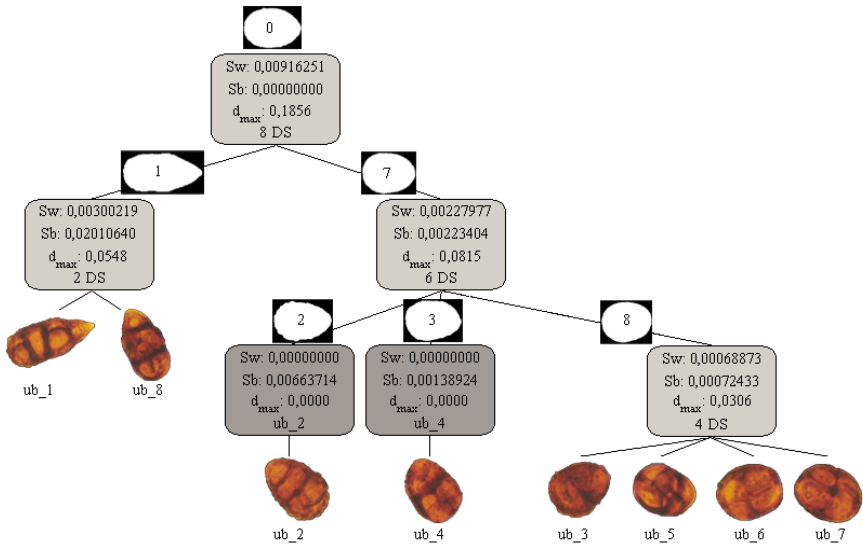 0
Sw: 0,00916251
Sb: 0,00000000
dmax: 0,1856
8 DS
1
7
Sw: 0,00300219
Sb: 0,02010640
dmax: 0,0548
2 DS
Sw: 0,00227977
Sb: 0,00223404
dmax: 0,0815
6 DS
ub_1
ub_8
2
3
8
Sw: 0,00000000
Sb: 0,00663714
dmax: 0,0000
ub_2
Sw: 0,00000000
Sb: 0,00138924
dmax: 0,0000
ub_4
Sw: 0,00068873
Sb: 0,00072433
dmax: 0,0306
4 DS
ub_2
ub_4
ub_3
ub_5
ub_6
ub_7